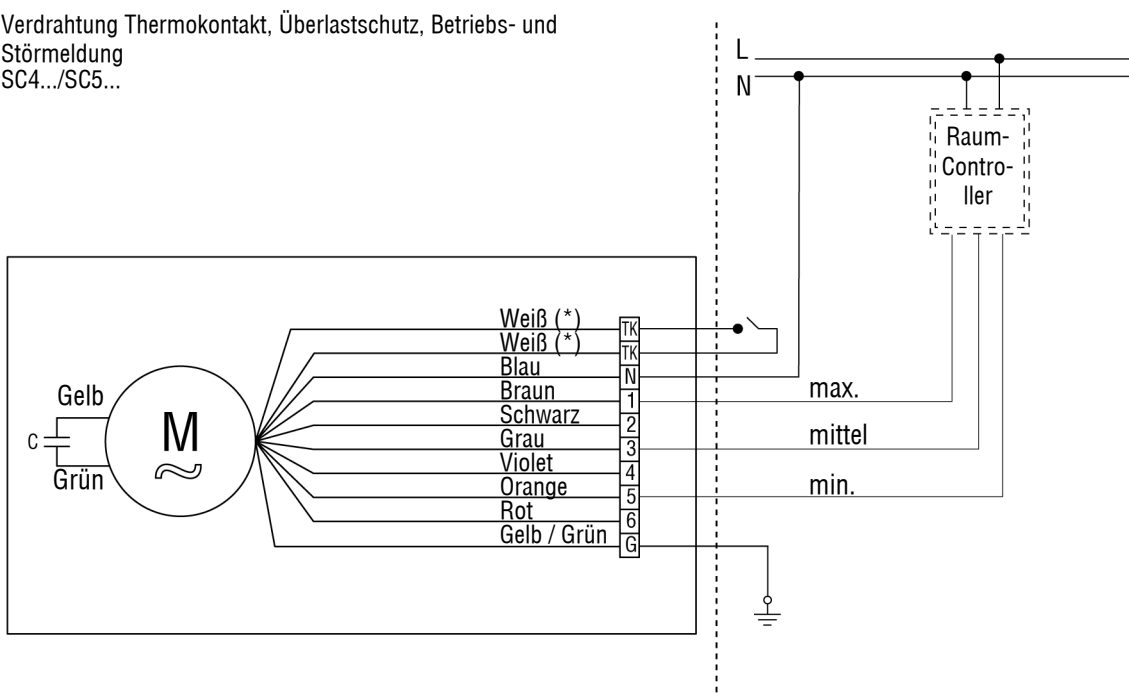 Verdrahtung Thermokontakt, Überlastschutz, Betriebs- und
Störmeldung
SC4.../SC5...
L
N
Raum-
Contro-
ller
Weiß (*)
TK
Weiß (*)
TK
Blau
N
Braun
1
max.
Schwarz
2
Grau
3
mittel
Violet
4
Orange
5
min.
Rot
6
Gelb / Grün
G
Gelb
C
Grün
M